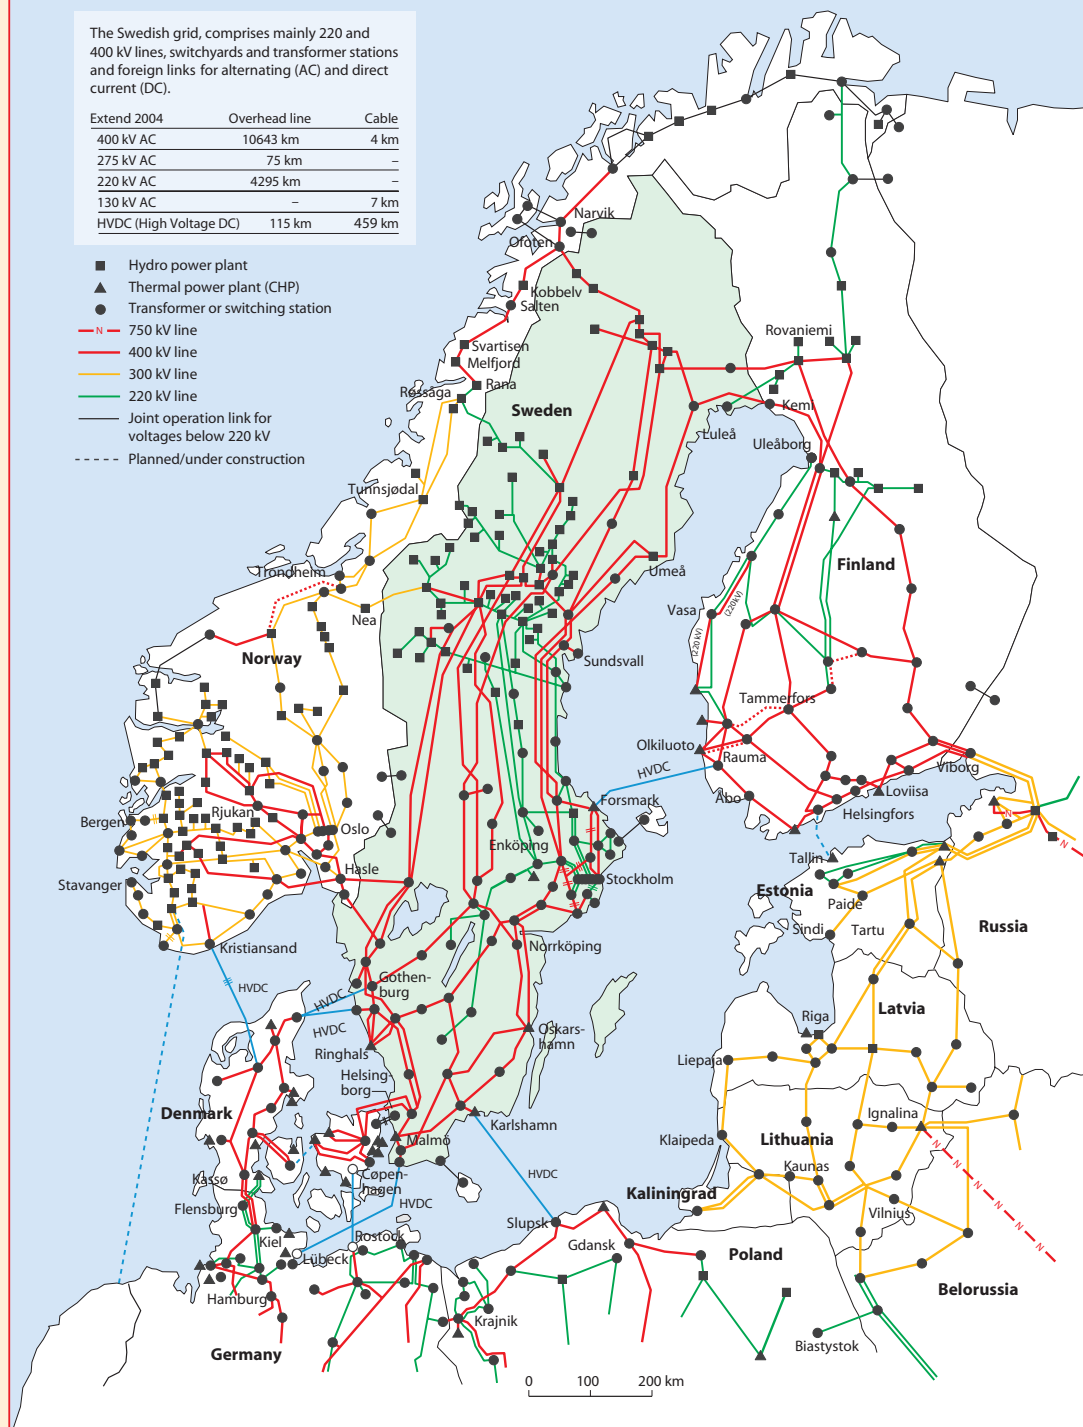 The Swedish grid, comprises mainly 220 and
400 kV lines, switchyards and transformer stations
and foreign links for alternating (AC) and direct
current (DC).
Extend 2004 Overhead line Cable
400 kV AC 10643 km 4 km
275 kV AC 75 km –
220 kV AC 4295 km –
130 kV AC – 7 km
HVDC (High Voltage DC) 115 km 459 km
Hydro power plant
Thermal power plant (CHP)
Transformer or switching station
N 750 kV line
400 kV line
300 kV line
220 kV line
Joint operation link for
voltages below 220 kV
Planned/under construction
Narvik
Ofoten
Kobbelv
Salten
Svartisen
Melfjord
Rana
Røssåga
Sweden
Rovaniemi
Kemi
Luleå
Uleåborg
Tunnsjødal
Trondheim
Nea
Umeå
Finland
Vasa
(220 kV)
(220 kV)
Norway
Sundsvall
Tammerfors
Olkiluoto
Rauma
HVDC
Viborg
Åbo
Loviisa
Helsingfors
Forsmark
Rjukan
Bergen
Oslo
Enköping
N
N
Hasle
Stavanger
Stockholm
Tallin
Estonia
Paide
Sindi
Tartu
Russia
Kristiansand
Norrköping
HVDC
Gothen-
burg
HVDC
HVDC
Oskars-
hamn
Ringhals
Latvia
Riga
Liepaja
Helsing-
borg
Denmark
Karlshamn
Malmö
Ignalina
Klaipeda
Lithuania
Kaunas
N
N
N
N
N
N
Kassø
Copen-
hagen
HVDC
HVDC
Kaliningrad
Vilnius
Flensburg
Slupsk
Kiel
Rostock
Lübeck
Gdansk
Poland
Belorussia
Hamburg
Krajnik
Germany
Biastystok
0 100 200 km